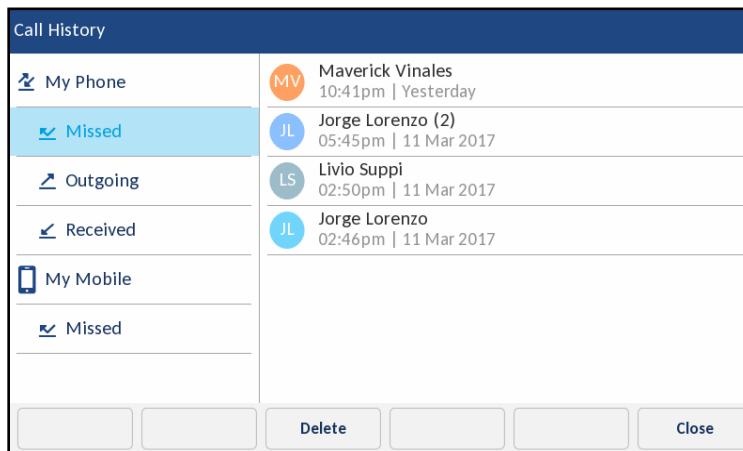 Call History
My Phone
Missed
Outgoing
Received
My Mobile
Missed
MV
Maverick Vinales
10:41pm | Yesterday
JL
Jorge Lorenzo (2)
05:45pm | 11 Mar 2017
LS
Livio Suppi
02:50pm | 11 Mar 2017
JL
Jorge Lorenzo
02:46pm | 11 Mar 2017
Delete
Close